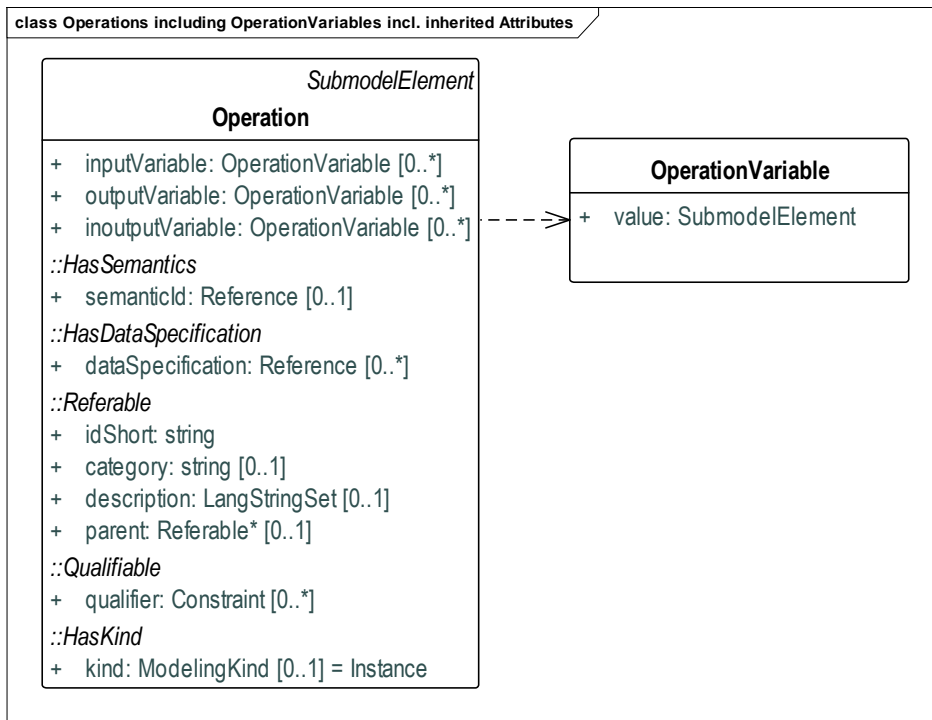 class Operations including OperationVariables incl. inherited Attributes
SubmodelElement
Operation
+ inputVariable: OperationVariable [0..*]
+ outputVariable: OperationVariable [0..*]
+ inoutputVariable: OperationVariable [0..*]
::HasSemantics
+ semanticId: Reference [0..1]
::HasDataSpecification
+ dataSpecification: Reference [0..*]
::Referable
+ idShort: string
+ category: string [0..1]
+ description: LangStringSet [0..1]
+ parent: Referable* [0..1]
::Qualifiable
+ qualifier: Constraint [0..*]
::HasKind
+ kind: ModelingKind [0..1] = Instance
OperationVariable
+ value: SubmodelElement